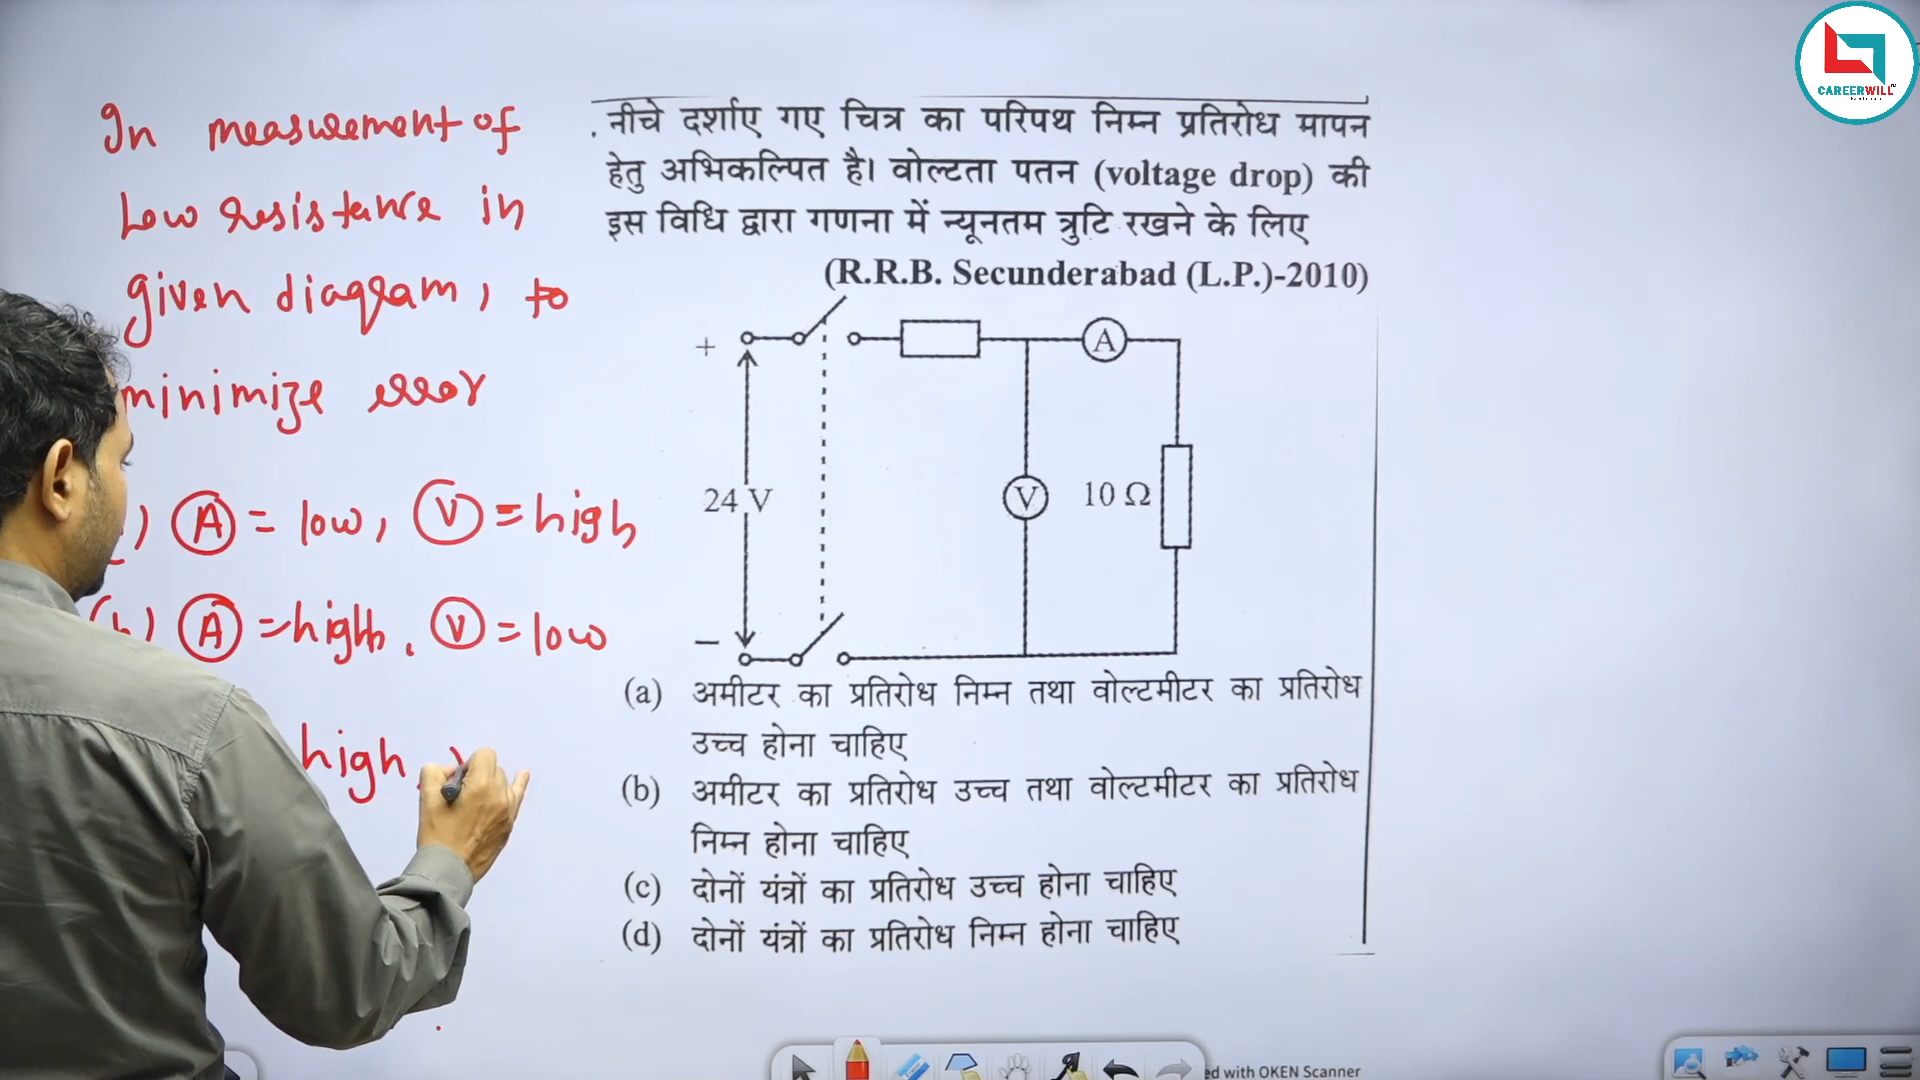 In measurement of
Low resistance in
given diagram, to
minimize error
) A = low, V = high
(b) A = high, V = low
high,
नीचे दर्शाए गए चित्र का परिपथ निम्न प्रतिरोध मापन
हेतु अभिकल्पित है। वोल्टता पतन (voltage drop) की
इस विधि द्वारा गणना में न्यूनतम त्रुटि रखने के लिए
(R.R.B. Secunderabad (L.P.)-2010)
+
A
24 V
V
10 Ω
–
(a) अमीटर का प्रतिरोध निम्न तथा वोल्टमीटर का प्रतिरोध
उच्च होना चाहिए
(b) अमीटर का प्रतिरोध उच्च तथा वोल्टमीटर का प्रतिरोध
निम्न होना चाहिए
(c) दोनों यंत्रों का प्रतिरोध उच्च होना चाहिए
(d) दोनों यंत्रों का प्रतिरोध निम्न होना चाहिए
ed with OKEN Scanner
CAREERWILL